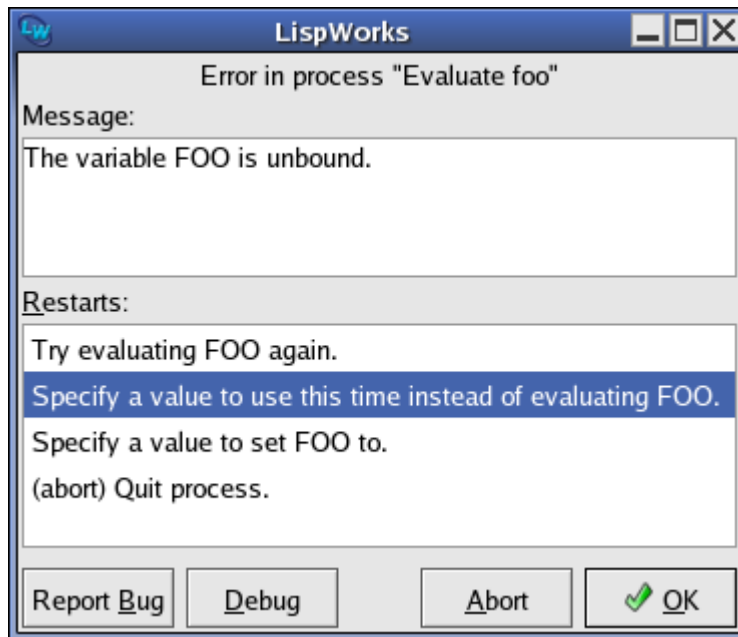 LW
LispWorks
Error in process "Evaluate foo"
Message:
The variable FOO is unbound.
Restarts:
Try evaluating FOO again.
Specify a value to use this time instead of evaluating FOO.
Specify a value to set FOO to.
(abort) Quit process.
Report Bug Debug Abort OK